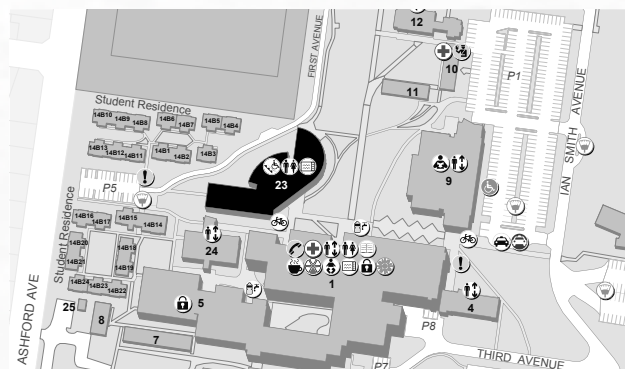 12
FIRST AVENUE
10
P1
11
IAN SMITH AVENUE
Student Residence
14B10
14B9
14B8
14B6
14B7
14B5
14B4
14B13
14B12
14B11
14B1
14B2
14B3
P5
23
9
Student Residence
14B16
14B17
14B15
14B14
14B20
14B21
14B18
14B19
14B24
14B23
14B22
24
1
5
4
25
8
7
P8
P7
ASHFORD AVE
THIRD AVENUE